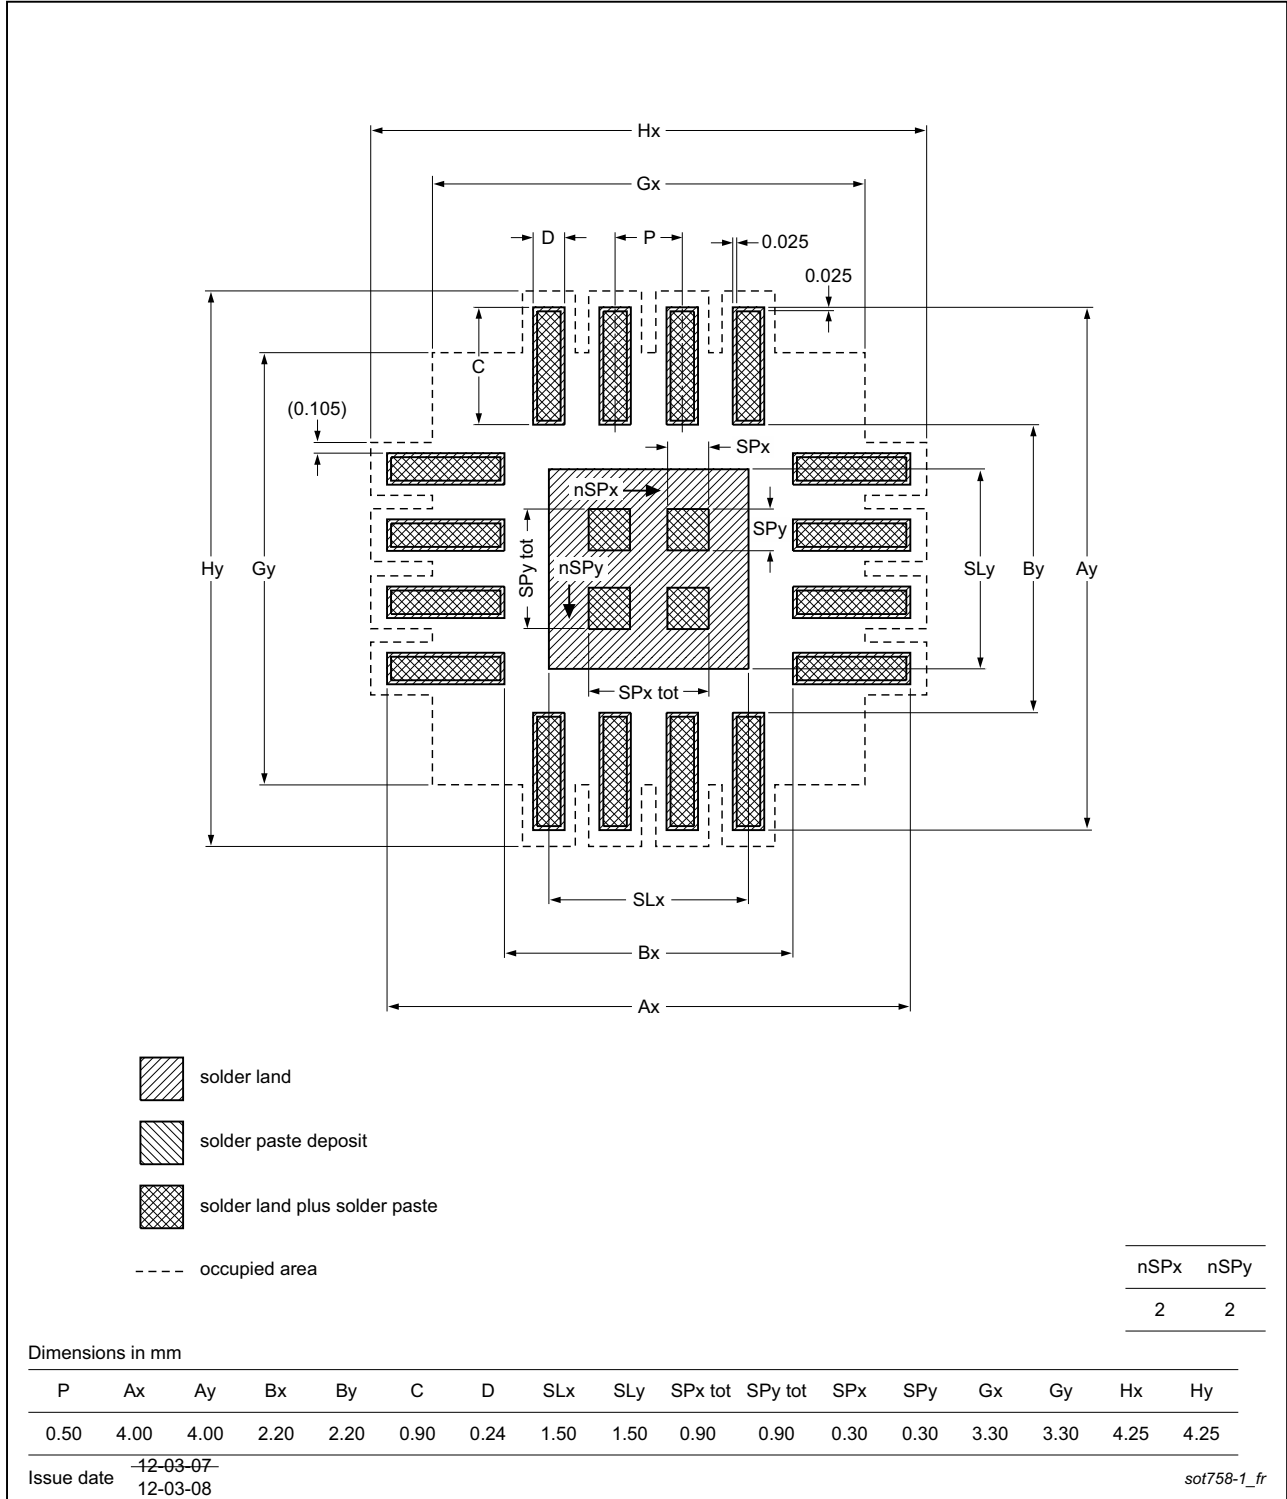 Hx
Gx
D P 0.025
0.025
C
(0.105)
SPx
nSPx
SPy
SPy tot
nSPy
Hy Gy SLy By Ay
SPx tot
SLx
Bx
Ax
solder land
solder paste deposit
solder land plus solder paste
occupied area
nSPx nSPy
2 2
Dimensions in mm
P Ax Ay Bx By C D SLx SLy SPx tot SPy tot SPx SPy Gx Gy Hx Hy
0.50 4.00 4.00 2.20 2.20 0.90 0.24 1.50 1.50 0.90 0.90 0.30 0.30 3.30 3.30 4.25 4.25
Issue date 12-03-07
12-03-08
sot758-1_fr